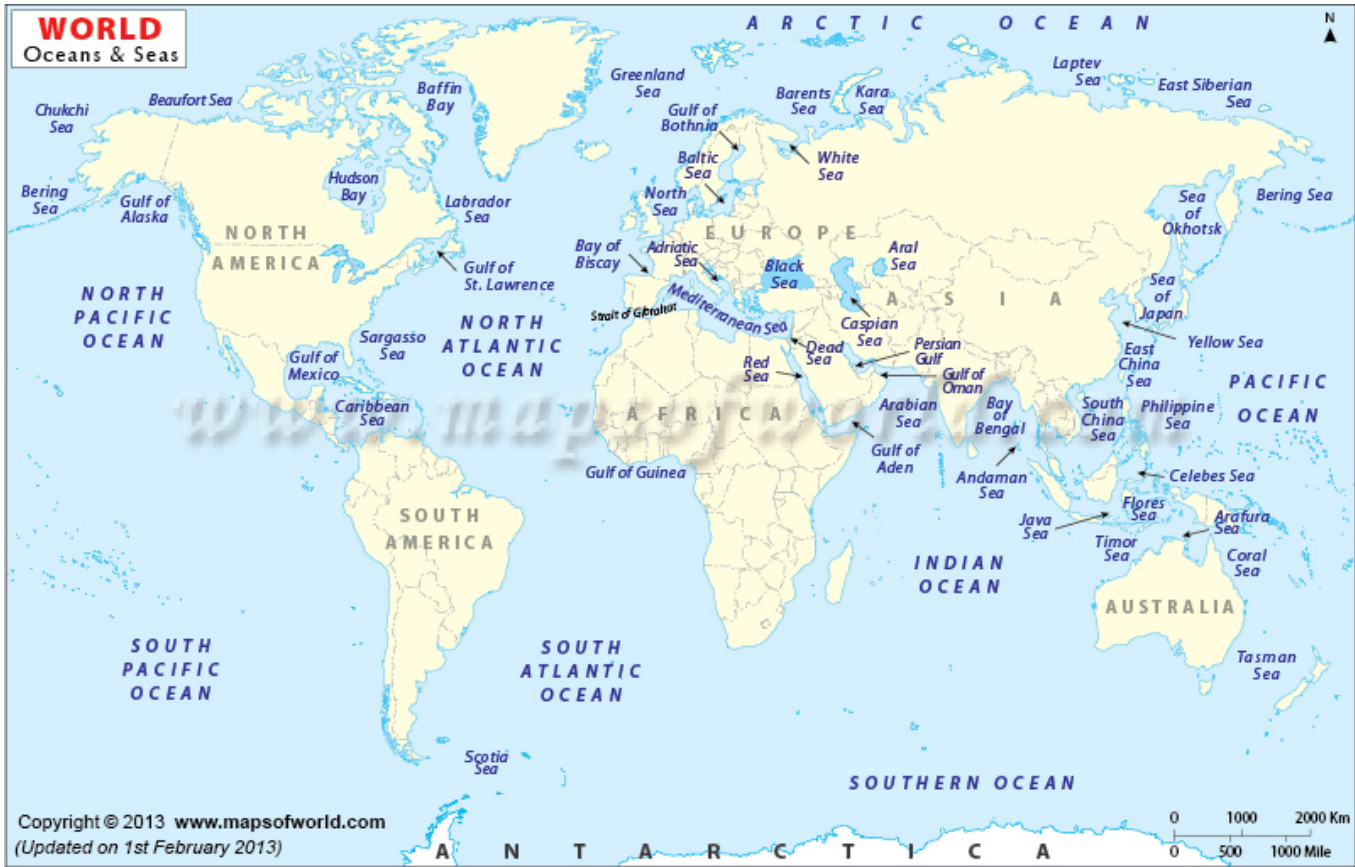 WORLD
Oceans & Seas
ARCTIC OCEAN
N
Chukchi
Sea
Beaufort Sea
Baffin
Bay
Greenland
Sea
Gulf of
Bothnia
Barents
Sea
Kara
Sea
Laptev
Sea
East Siberian
Sea
Bering
Sea
Gulf of
Alaska
Hudson
Bay
Labrador
Sea
Baltic
Sea
North
Sea
White
Sea
Sea
of
Okhotsk
Bering Sea
NORTH
AMERICA
EUROPE
Bay of
Biscay
Adriatic
Sea
Black
Sea
Aral
Sea
ASIA
Gulf of
St. Lawrence
NORTH
PACIFIC
OCEAN
NORTH
ATLANTIC
OCEAN
Strait of Gibraltat
Mediterranean Sea
Caspian
Sea
Sea
of
Japan
Yellow Sea
Sargasso
Sea
Gulf of
Mexico
Dead
Sea
Persian
Gulf
Red
Sea
Gulf of
Oman
East
China
Sea
PACIFIC
OCEAN
Caribbean
Sea
www.mapsofworld.com
AFRICA
Arabian
Sea
Bay
of
Bengal
South
China
Sea
Philippine
Sea
Gulf of Guinea
Gulf of
Aden
Andaman
Sea
Celebes Sea
SOUTH
AMERICA
Java
Sea
Flores
Sea
Arafura
Sea
Timor
Sea
Coral
Sea
INDIAN
OCEAN
AUSTRALIA
SOUTH
PACIFIC
OCEAN
SOUTH
ATLANTIC
OCEAN
Tasman
Sea
Scotia
Sea
SOUTHERN OCEAN
Copyright © 2013 www.mapsofworld.com
(Updated on 1st February 2013)
ANTARCTICA
0 1000 2000 Km
0 500 1000 Mile